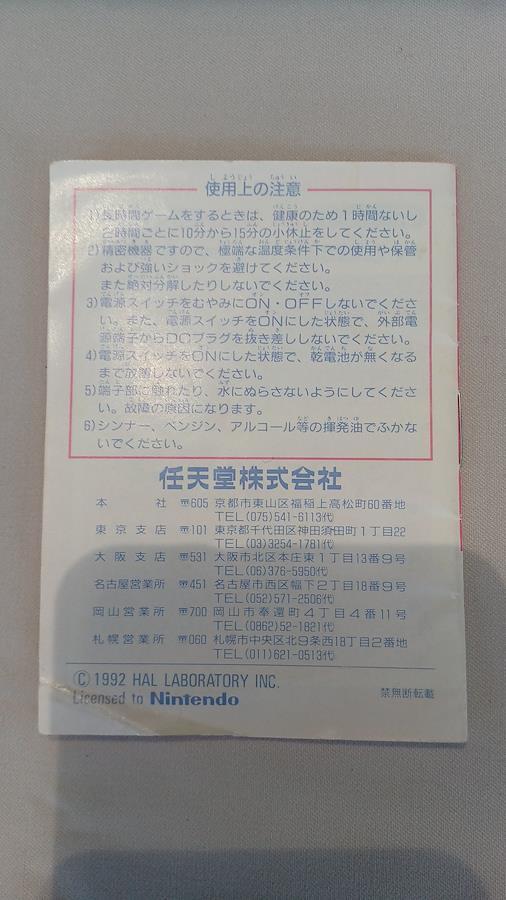 使用上の注意
1)長時間ゲームをするときは、健康のため1時間ないし
2時間ごとに10分から15分の小休止をしてください。
2)精密機器ですので、極端な温度条件下での使用や保管
および強いショックを避けてください。
また絶対分解したりしないでください。
3)電源スイッチをむやみにON・OFFしないでくださ
い。また、電源スイッチをONにした状態で、外部電
源端子からDCプラグを抜き差ししないでください。
4)電源スイッチをONにした状態で、乾電池が無くなる
まで放置しないでください。
5)端子部に触れたり、水にぬらさないようにしてくださ
い。故障の原因になります。
6)シンナー、ベンジン、アルコール等の揮発油でふかな
いでください。
任天堂株式会社
本社 〒605 京都市東山区福稲上高松町60番地
TEL(075)541-6113代
東京支店 〒101 東京都千代田区神田須田町1丁目22
TEL(03)3254-1781代
大阪支店 〒531 大阪市北区本庄東1丁目13番9号
TEL(06)376-5950代
名古屋営業所 〒451 名古屋市西区幅下2丁目18番9号
TEL(052)571-2506代
岡山営業所 〒700 岡山市奉還町4丁目4番11号
TEL(0862)52-1821代
札幌営業所 〒060 札幌市中央区北9条西18丁目2番地
TEL(011)621-0513代
©1992 HAL LABORATORY INC.
Licensed to Nintendo
禁無断転載